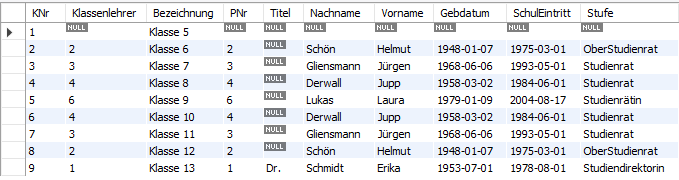 KNr Klassenlehrer Bezeichnung PNr Titel Nachname Vorname Gebdatum SchulEintritt Stufe
1 NULL Klasse 5 NULL NULL NULL NULL NULL NULL NULL
2 2 Klasse 6 2 NULL Schön Helmut 1948-01-07 1975-03-01 OberStudienrat
3 3 Klasse 7 3 NULL Gliensmann Jürgen 1968-06-06 1993-05-01 Studienrat
4 4 Klasse 8 4 NULL Derwall Jupp 1958-03-02 1984-06-01 Studienrat
5 6 Klasse 9 6 NULL Lukas Laura 1979-01-09 2004-08-17 Studienrätin
6 4 Klasse 10 4 NULL Derwall Jupp 1958-03-02 1984-06-01 Studienrat
7 3 Klasse 11 3 NULL Gliensmann Jürgen 1968-06-06 1993-05-01 Studienrat
8 2 Klasse 12 2 NULL Schön Helmut 1948-01-07 1975-03-01 OberStudienrat
9 1 Klasse 13 1 Dr. Schmidt Erika 1953-07-01 1978-08-01 Studiendirektorin